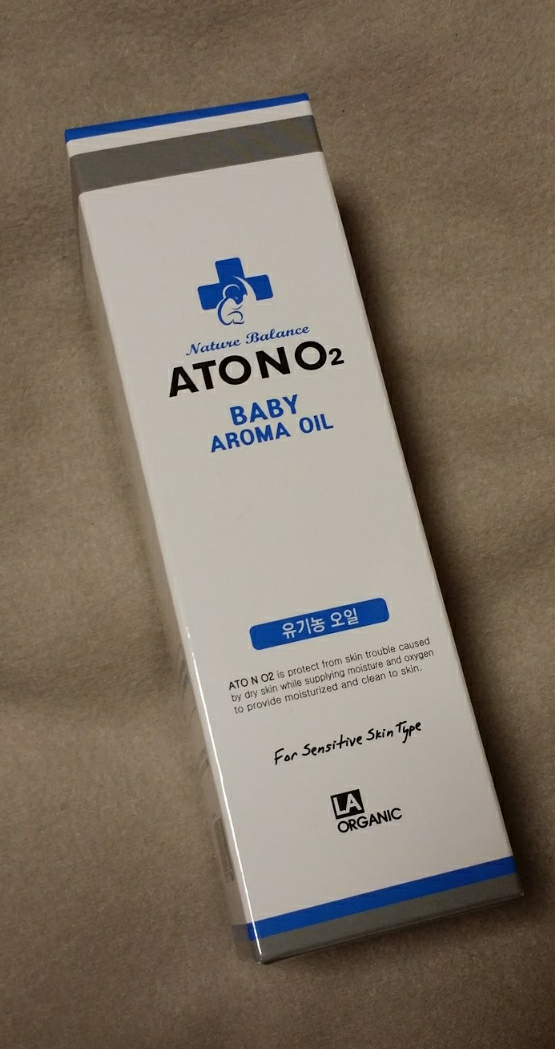 Nature Balance
ATONO2
BABY
AROMA OIL
유기농 오일
ATO N O2 is protect from skin trouble caused
by dry skin while supplying moisture and oxygen
to provide moisturized and clean to skin.
For Sensitive Skin Type
LA
ORGANIC